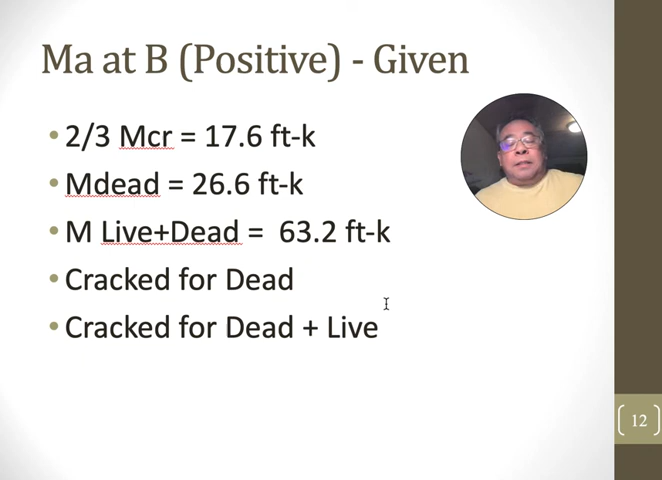 Ma at B (Positive) - Given
• 2/3 Mcr = 17.6 ft-k
• Mdead = 26.6 ft-k
• M Live+Dead = 63.2 ft-k
• Cracked for Dead
• Cracked for Dead + Live
12